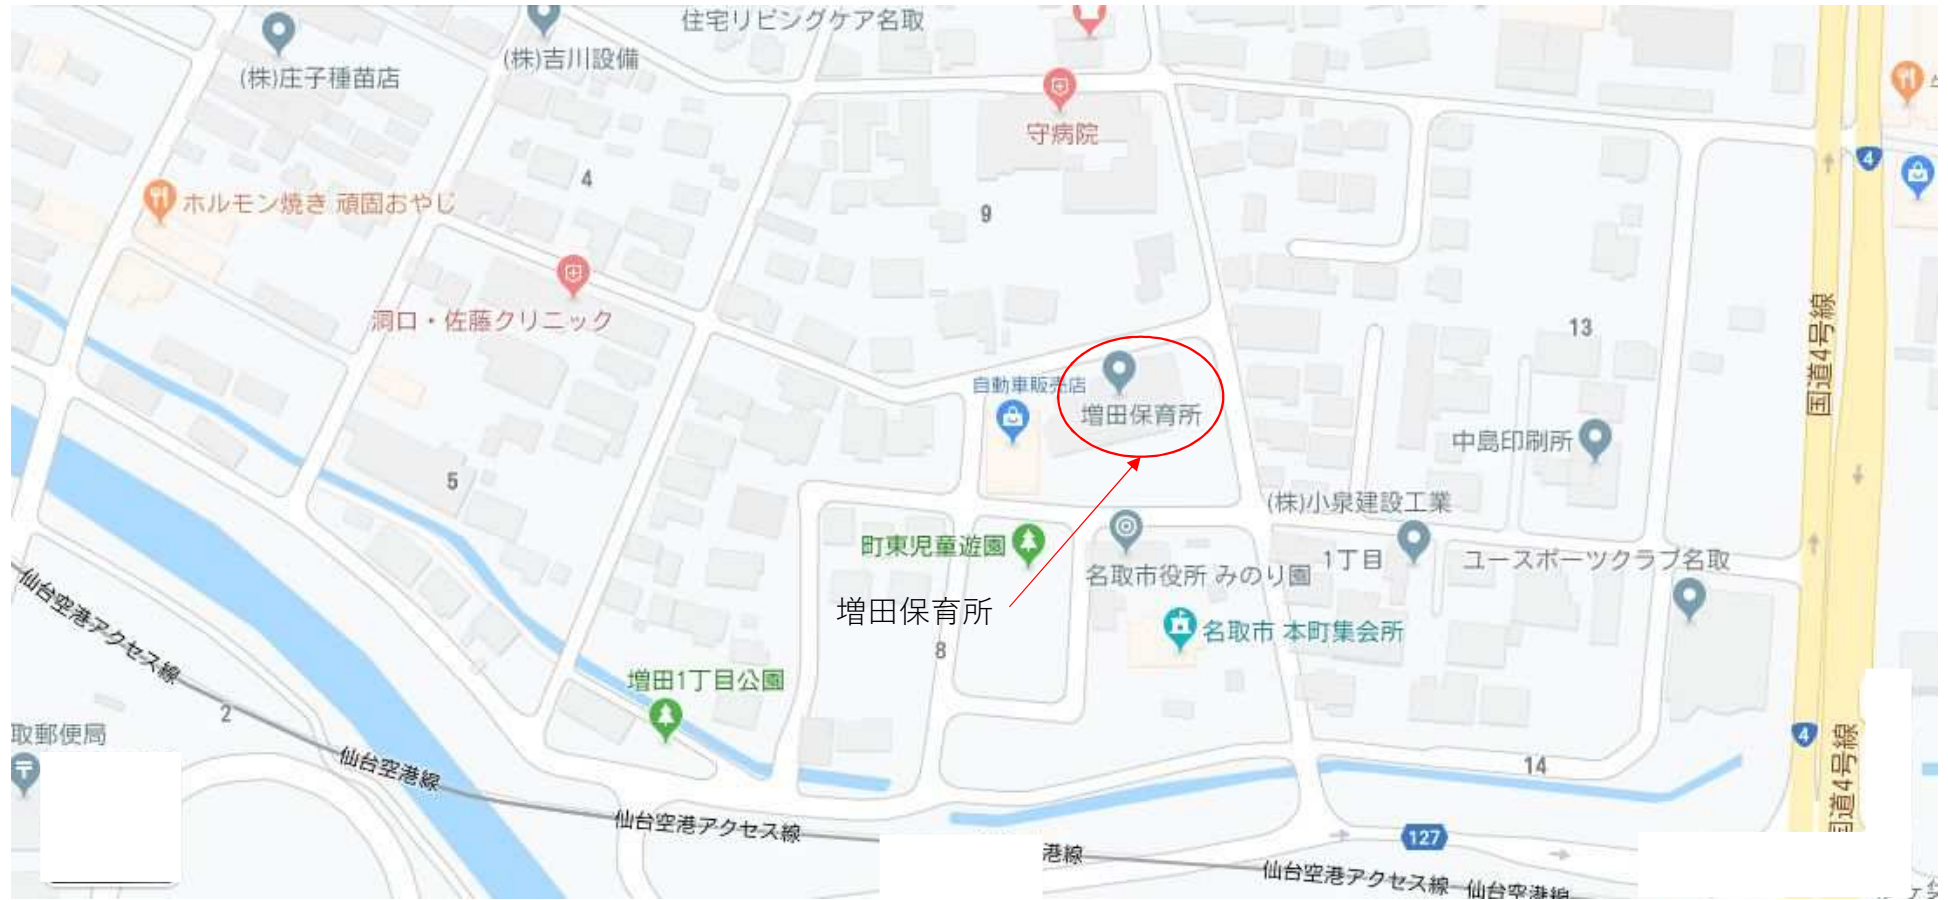 住宅リビングケア名取
(株)吉川設備
(株)庄子種苗店
守病院
4
4
ホルモン焼き 頑固おやじ
9
洞口・佐藤クリニック
国道4号線
13
自動車販売店
増田保育所
中島印刷所
5
(株)小泉建設工業
町東児童遊園
1丁目
ユースポーツクラブ名取
名取市役所 みのり園
増田保育所
名取市 本町集会所
仙台空港アクセス線
8
増田1丁目公園
2
取郵便局
4
国道4号線
仙台空港線
14
仙台空港アクセス線
127
港線
仙台空港アクセス線
仙台空港線